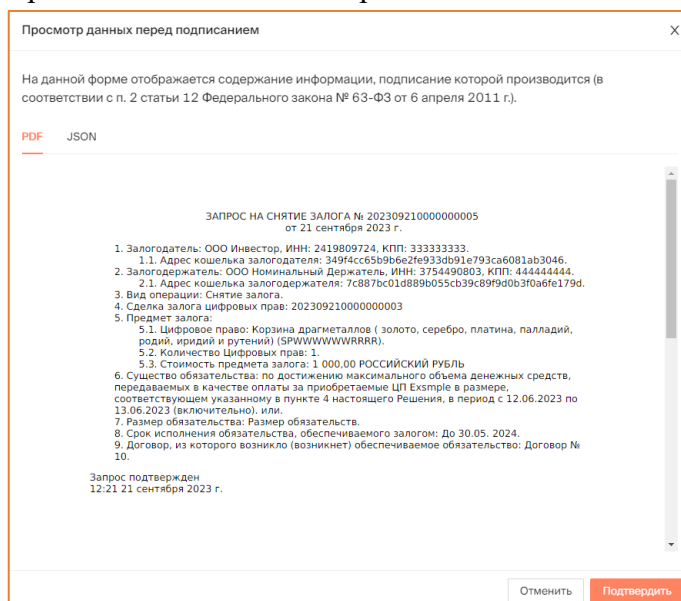 Просмотр данных перед подписанием
X
На данной форме отображается содержание информации, подписание которой производится (в
соответствии с п. 2 статьи 12 Федерального закона № 63-ФЗ от 6 апреля 2011 г.).
PDF JSON
ЗАПРОС НА СНЯТИЕ ЗАЛОГА № 202309210000000005
от 21 сентября 2023 г.
1. Залогодатель: ООО Инвестор, ИНН: 2419809724, КПП: 333333333.
1.1. Адрес кошелька залогодателя: 349f4cc65b9b6e2fe933db91e793ca6081ab3046.
2. Залогодержатель: ООО Номинальный Держатель, ИНН: 3754490803, КПП: 444444444.
2.1. Адрес кошелька залогодержателя: 7c887bc01d889b055cb39c89f9d0b3f0a6fe179d.
3. Вид операции: Снятие залога.
4. Сделка залога цифровых прав: 202309210000000003
5. Предмет залога:
5.1. Цифровое право: Корзина драгметаллов ( золото, серебро, платина, палладий,
родий, иридий и рутений) (SPWWWWWWRRRR).
5.2. Количество Цифровых прав: 1.
5.3. Стоимость предмета залога: 1 000,00 РОССИЙСКИЙ РУБЛЬ
6. Существо обязательства: по достижению максимального объема денежных средств,
передаваемых в качестве оплаты за приобретаемые ЦП Exsmple в размере,
соответствующем указанному в пункте 4 настоящего Решения, в период с 12.06.2023 по
13.06.2023 (включительно). или.
7. Размер обязательства: Размер обязательств.
8. Срок исполнения обязательства, обеспечиваемого залогом: До 30.05. 2024.
9. Договор, из которого возникло (возникнет) обеспечиваемое обязательство: Договор №
10.
Запрос подтвержден
12:21 21 сентября 2023 г.
Отменить Подтвердить